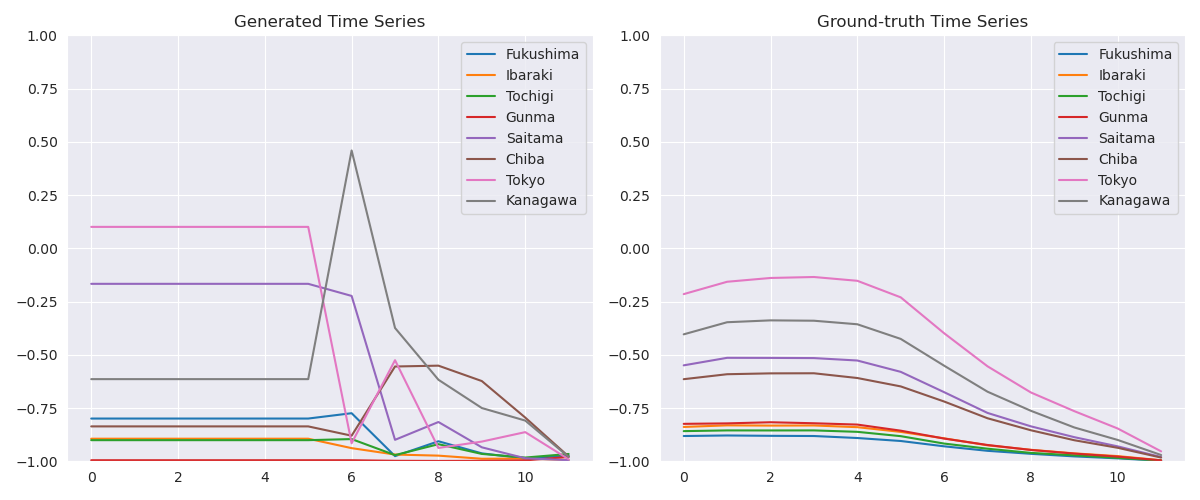 Generated Time Series
1.00
0.75
0.50
0.25
0.00
−0.25
−0.50
−0.75
−1.00
0 2 4 6 8 10
Fukushima
Ibaraki
Tochigi
Gunma
Saitama
Chiba
Tokyo
Kanagawa
Ground-truth Time Series
1.00
0.75
0.50
0.25
0.00
−0.25
−0.50
−0.75
−1.00
0 2 4 6 8 10
Fukushima
Ibaraki
Tochigi
Gunma
Saitama
Chiba
Tokyo
Kanagawa